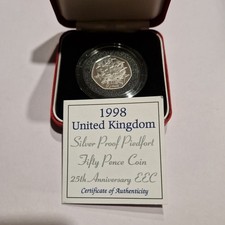 1998
United Kingdom
Silver Proof Piedfort
Fifty Pence Coin
25th Anniversary EEC
Certificate of Authenticity